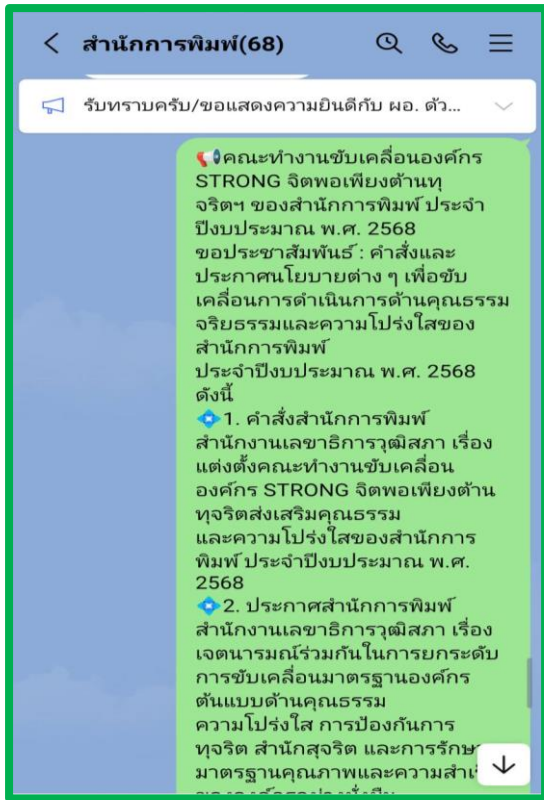 สำนักการพิมพ์(68)
รับทราบครับ/ขอแสดงความยินดีกับ ผอ. ตัว...
📢คณะทำงานขับเคลื่อนองค์กร
STRONG จิตพอเพียงต้านทุ
จริตฯ ของสำนักการพิมพ์ ประจำ
ปีงบประมาณ พ.ศ. 2568
ขอประชาสัมพันธ์ : คำสั่งและ
ประกาศนโยบายต่าง ๆ เพื่อขับ
เคลื่อนการดำเนินการด้านคุณธรรม
จริยธรรมและความโปร่งใสของ
สำนักการพิมพ์
ประจำปีงบประมาณ พ.ศ. 2568
ดังนี้
💠1. คำสั่งสำนักการพิมพ์
สำนักงานเลขาธิการวุฒิสภา เรื่อง
แต่งตั้งคณะทำงานขับเคลื่อน
องค์กร STRONG จิตพอเพียงต้าน
ทุจริตส่งเสริมคุณธรรม
และความโปร่งใสของสำนักการ
พิมพ์ ประจำปีงบประมาณ พ.ศ.
2568
💠2. ประกาศสำนักการพิมพ์
สำนักงานเลขาธิการวุฒิสภา เรื่อง
เจตนารมณ์ร่วมกันในการยกระดับ
การขับเคลื่อนมาตรฐานองค์กร
ต้นแบบด้านคุณธรรม
ความโปร่งใส การป้องกันการ
ทุจริต สำนักสุจริต และการรักษา
มาตรฐานคุณภาพและความสำเร็